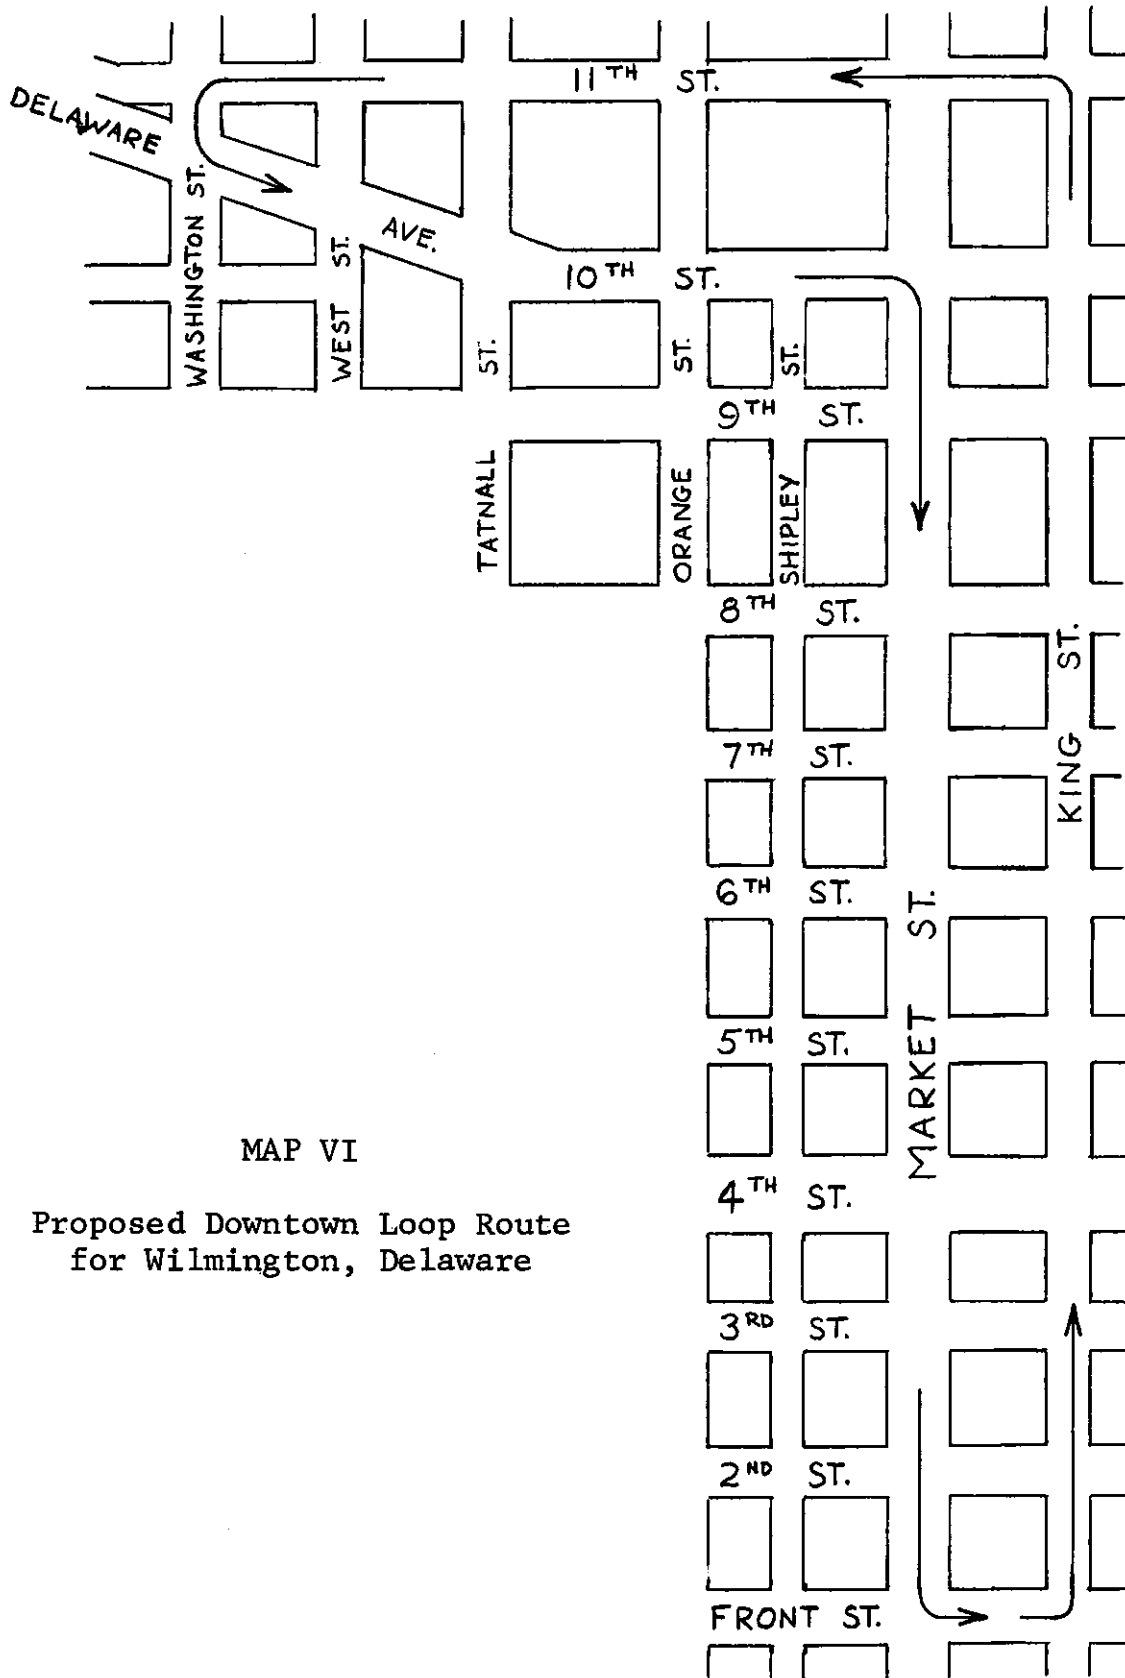 11TH ST.
DELAWARE AVE.
WASHINGTON ST.
WEST ST.
10TH ST.
TATNALL ST.
ORANGE ST.
SHIPLEY ST.
9TH ST.
8TH ST.
KING ST.
7TH ST.
6TH ST.
MARKET ST.
5TH ST.
4TH ST.
MAP VI
Proposed Downtown Loop Route
for Wilmington, Delaware
3RD ST.
2ND ST.
FRONT ST.